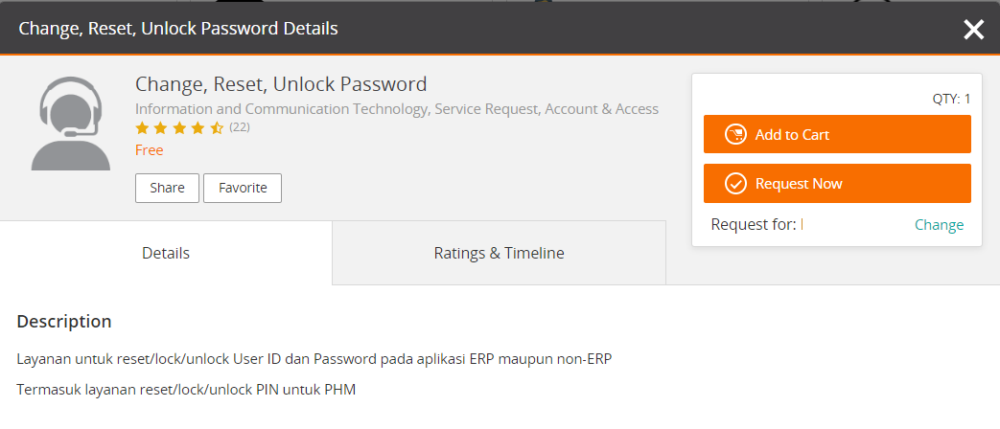 Change, Reset, Unlock Password Details
Change, Reset, Unlock Password
Information and Communication Technology, Service Request, Account & Access
(22)
Free
Share Favorite
QTY: 1
Add to Cart
Request Now
Request for: Change
Details Ratings & Timeline
Description
Layanan untuk reset/lock/unlock User ID dan Password pada aplikasi ERP maupun non-ERP
Termasuk layanan reset/lock/unlock PIN untuk PHM